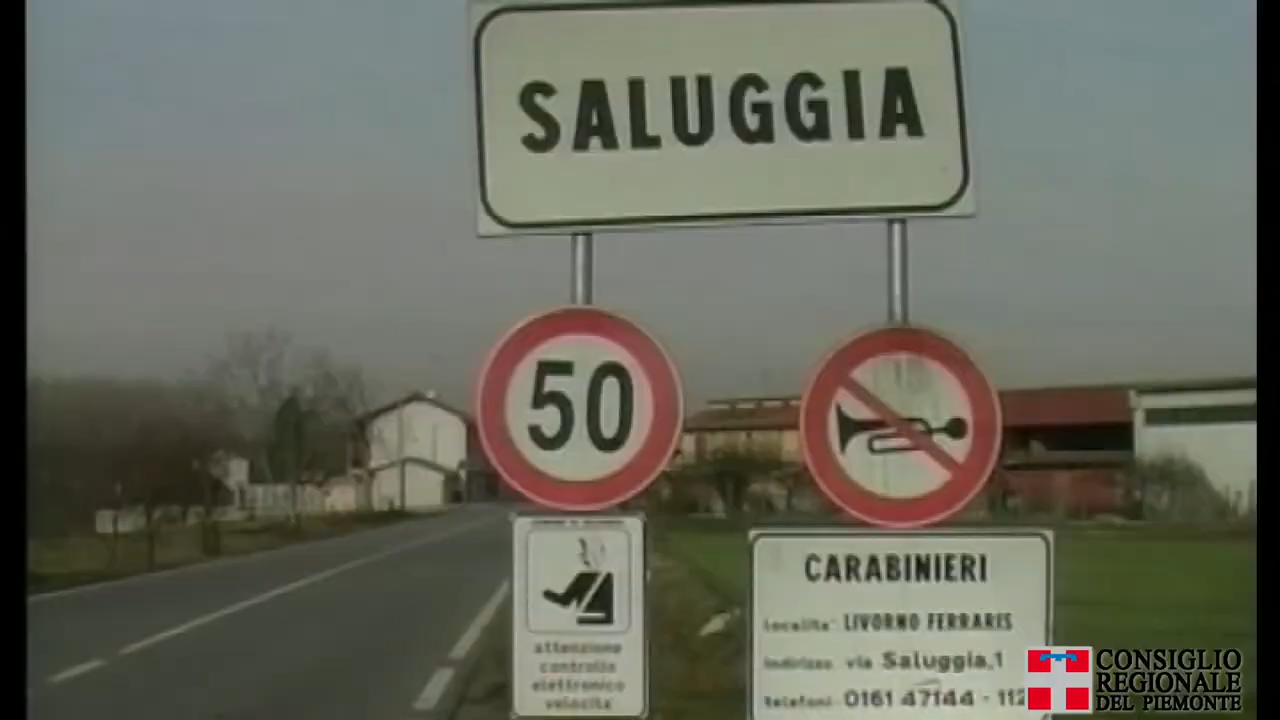 SALUGGIA
50
attenzione
controllo
elettronico
velocità
CARABINIERI
località LIVORNO FERRARIS
indirizzo via Saluggia,1
telefoni 0161 47144 - 112
CONSIGLIO
REGIONALE
DEL PIEMONTE